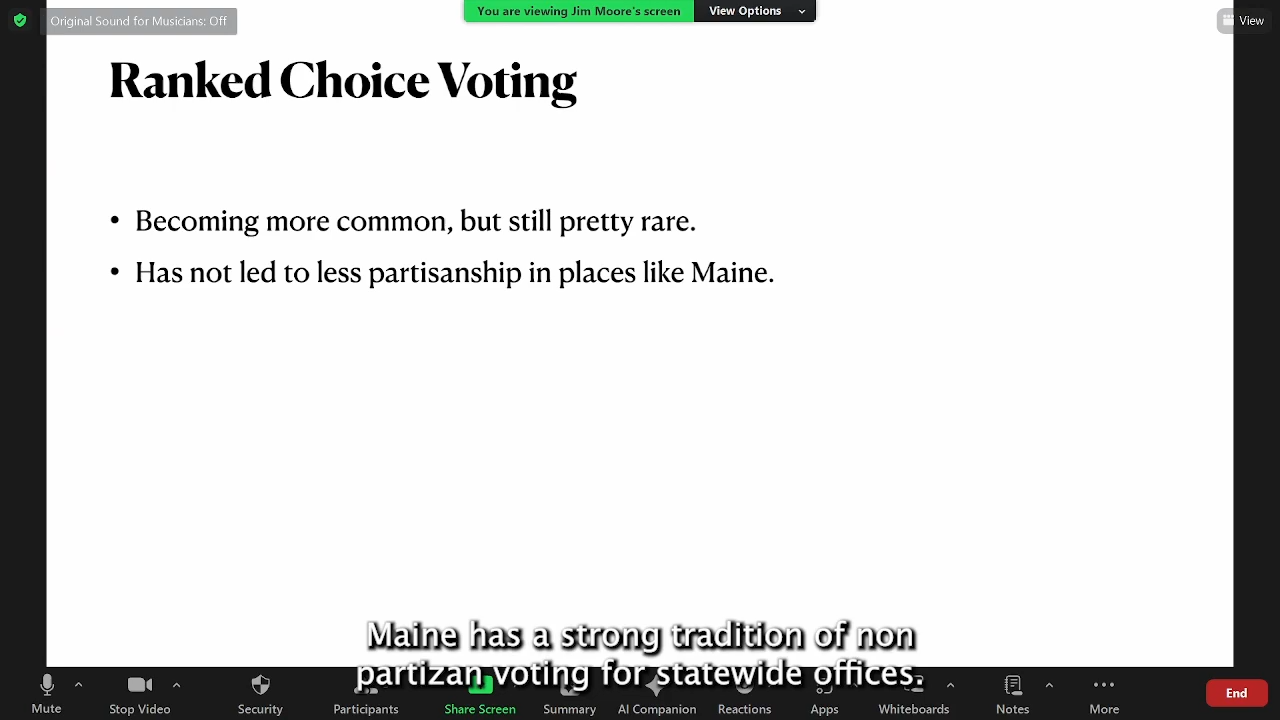 Original Sound for Musicians: Off
You are viewing Jim Moore's screen
View Options
View
Ranked Choice Voting
• Becoming more common, but still pretty rare.
• Has not led to less partisanship in places like Maine.
Maine has a strong tradition of non
partizan voting for statewide offices.
Mute
Stop Video
Security
Participants
Share Screen
Summary
AI Companion
Reactions
Apps
Whiteboards
Notes
More
End